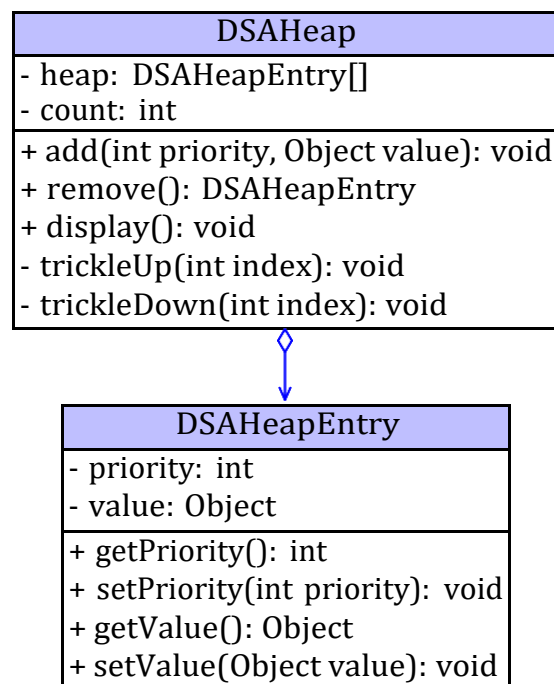 DSAHeap
- heap: DSAHeapEntry[]
- count: int
+ add(int priority, Object value): void
+ remove(): DSAHeapEntry
+ display(): void
- trickleUp(int index): void
- trickleDown(int index): void
DSAHeapEntry
- priority: int
- value: Object
+ getPriority(): int
+ setPriority(int priority): void
+ getValue(): Object
+ setValue(Object value): void